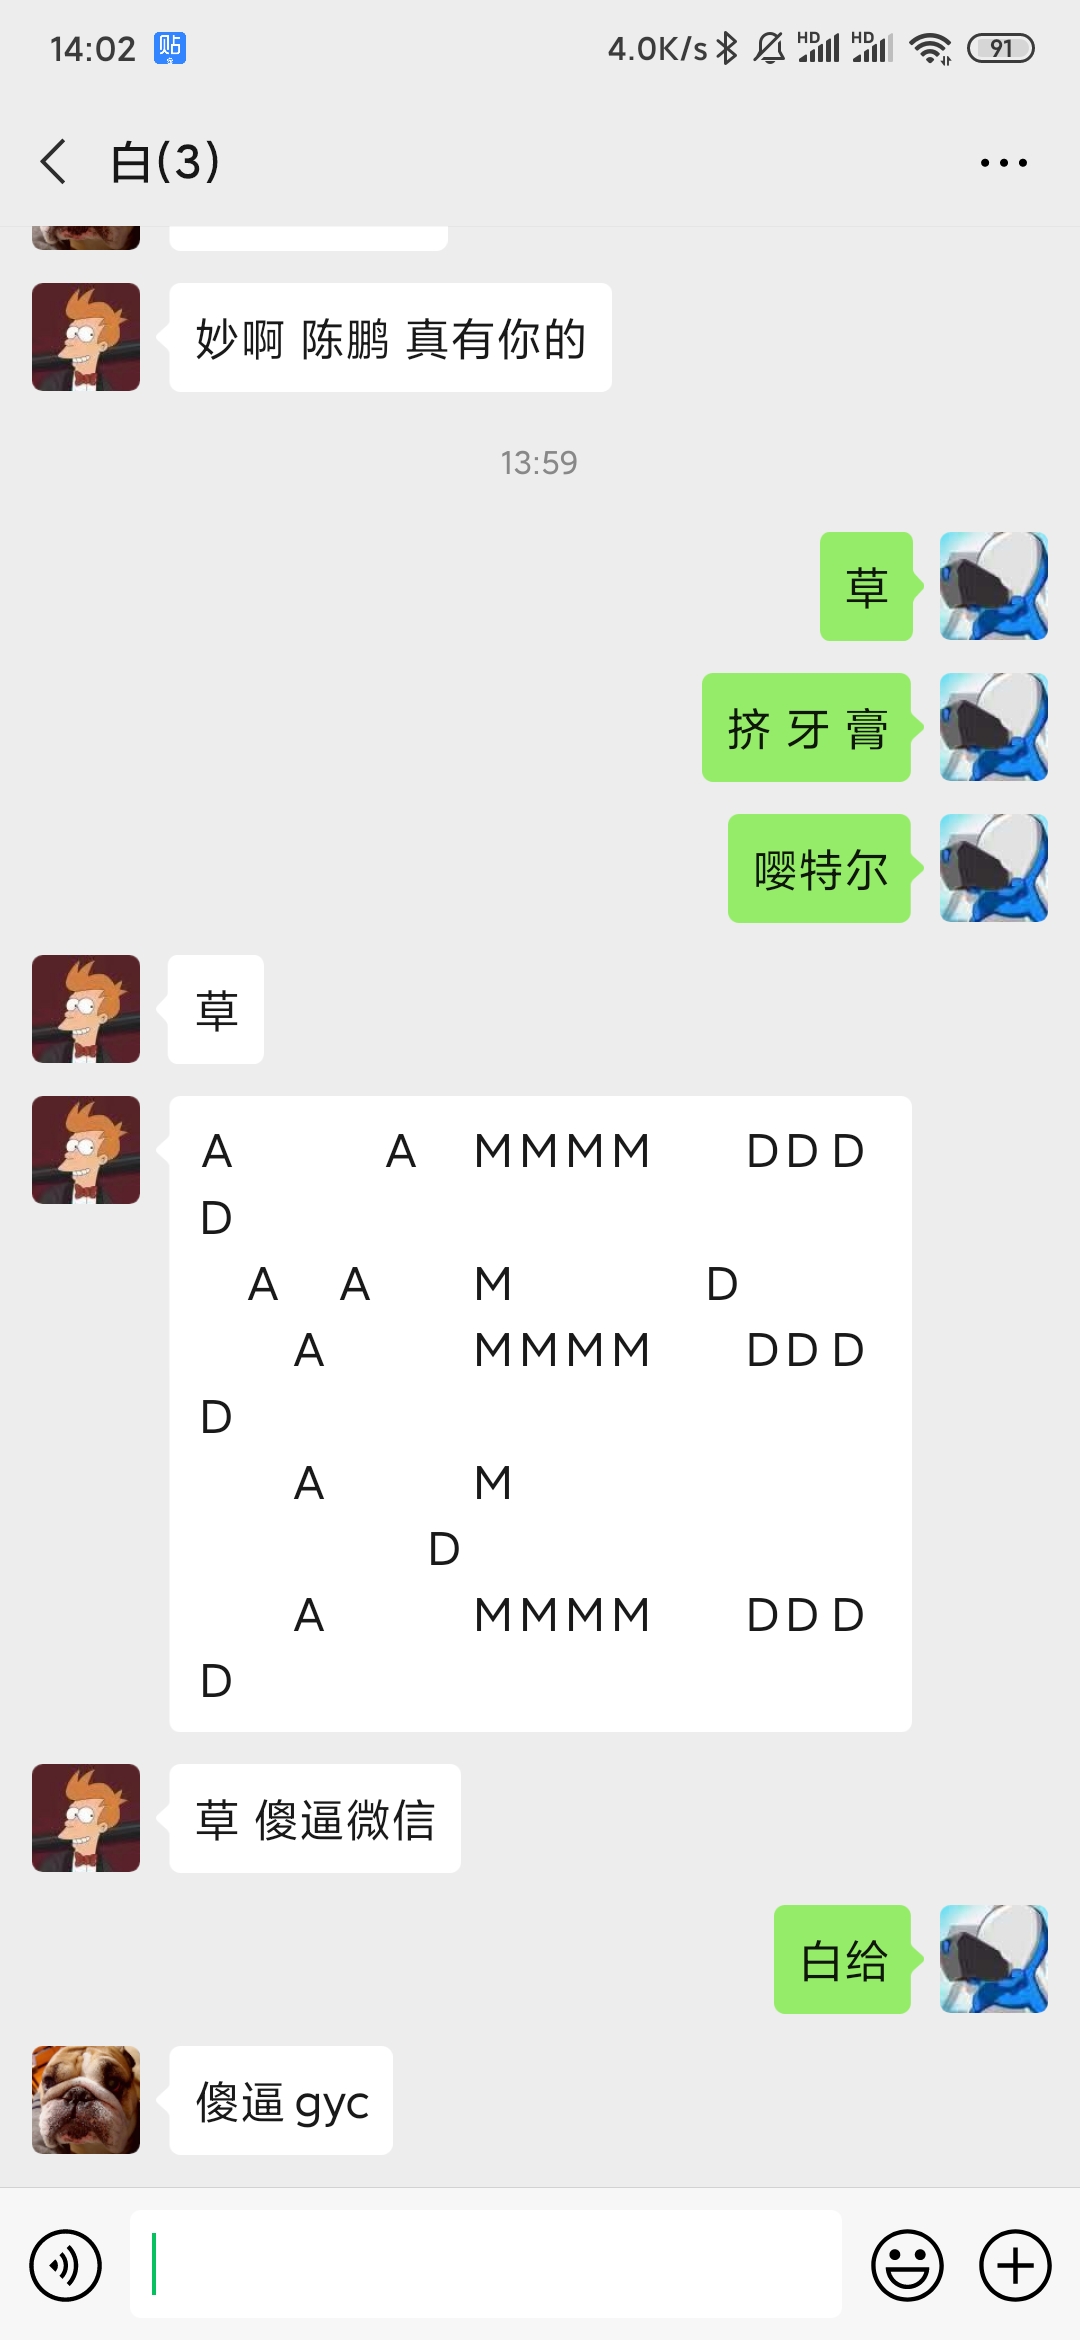 14:02 贴 4.0K/s HD HD 91
白(3)
妙啊 陈鹏 真有你的
13:59
草
挤 牙 膏
嘤特尔
草
A A MMMM DDD
D
A A M D
A MMMM DDD
D
A M
D
A MMMM DDD
D
草 傻逼微信
白给
傻逼 gyc